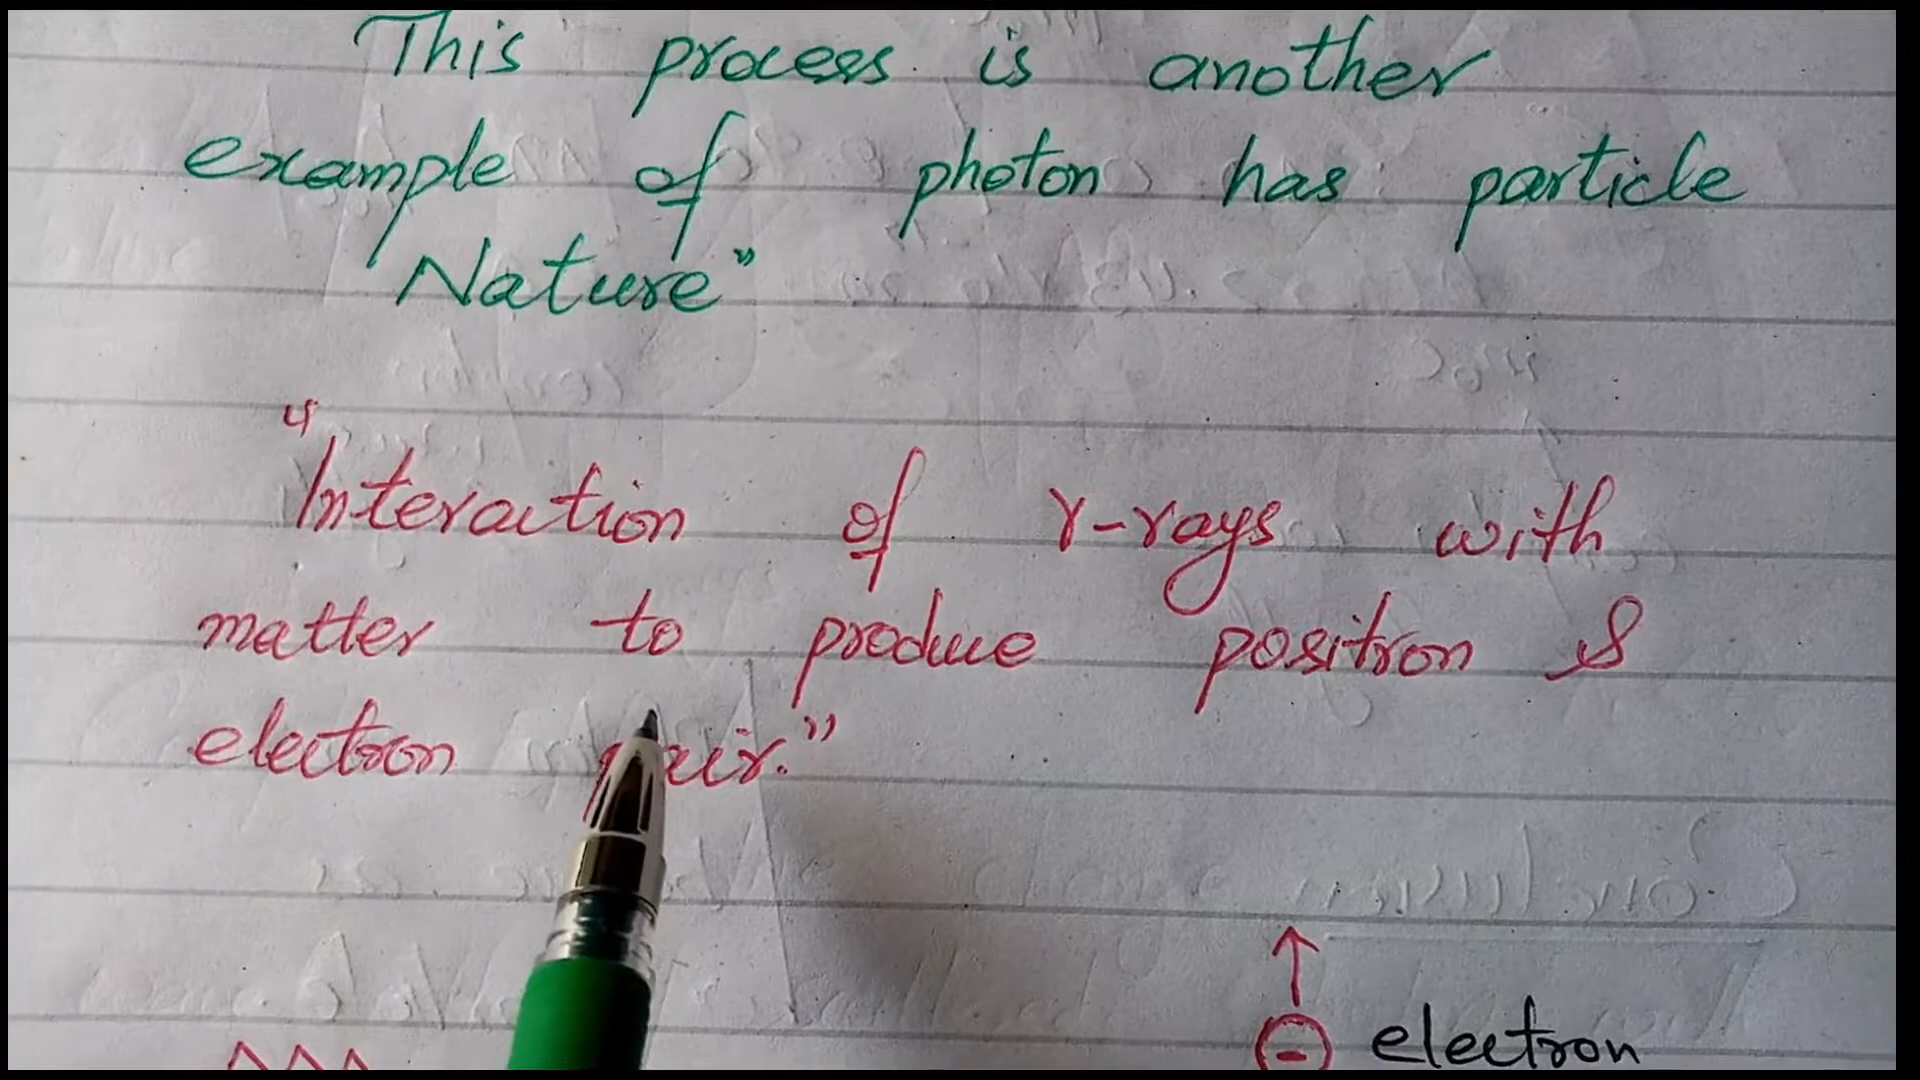 This process is another
example of photon has particle
Nature"
"Interaction of γ-rays with
matter to produce positron &
electron pair."
electron